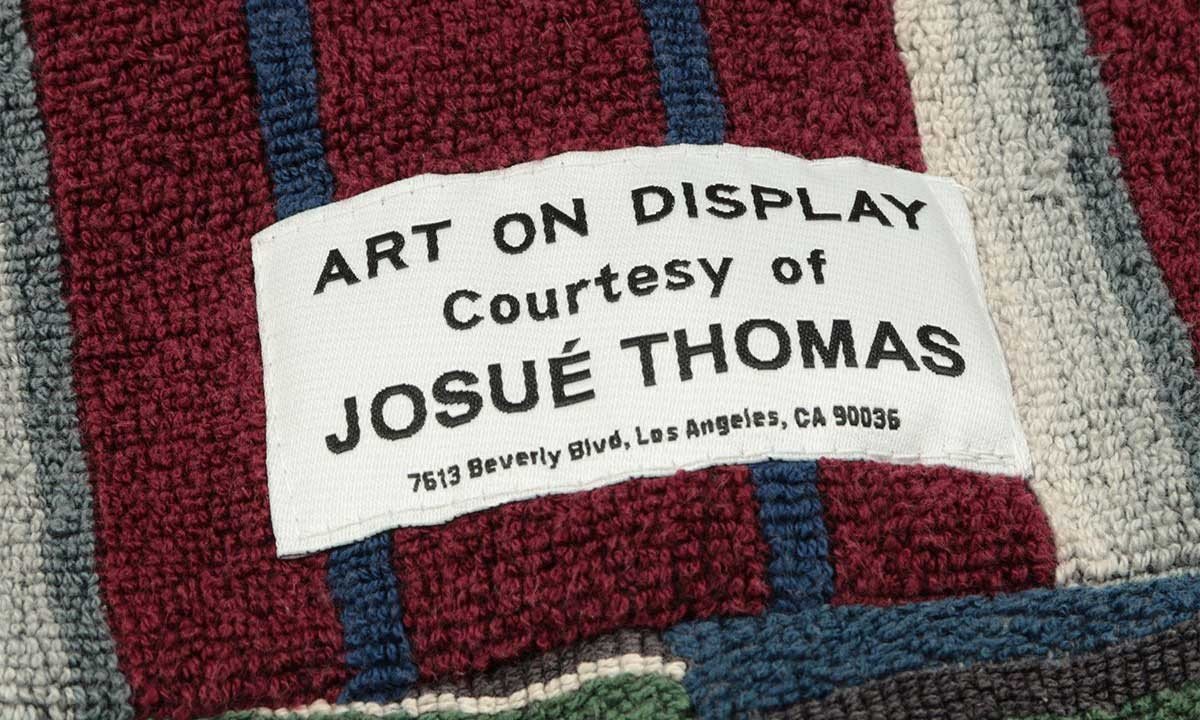 ART ON DISPLAY
Courtesy of
JOSUÉ THOMAS
7613 Beverly Blvd, Los Angeles, CA 90036